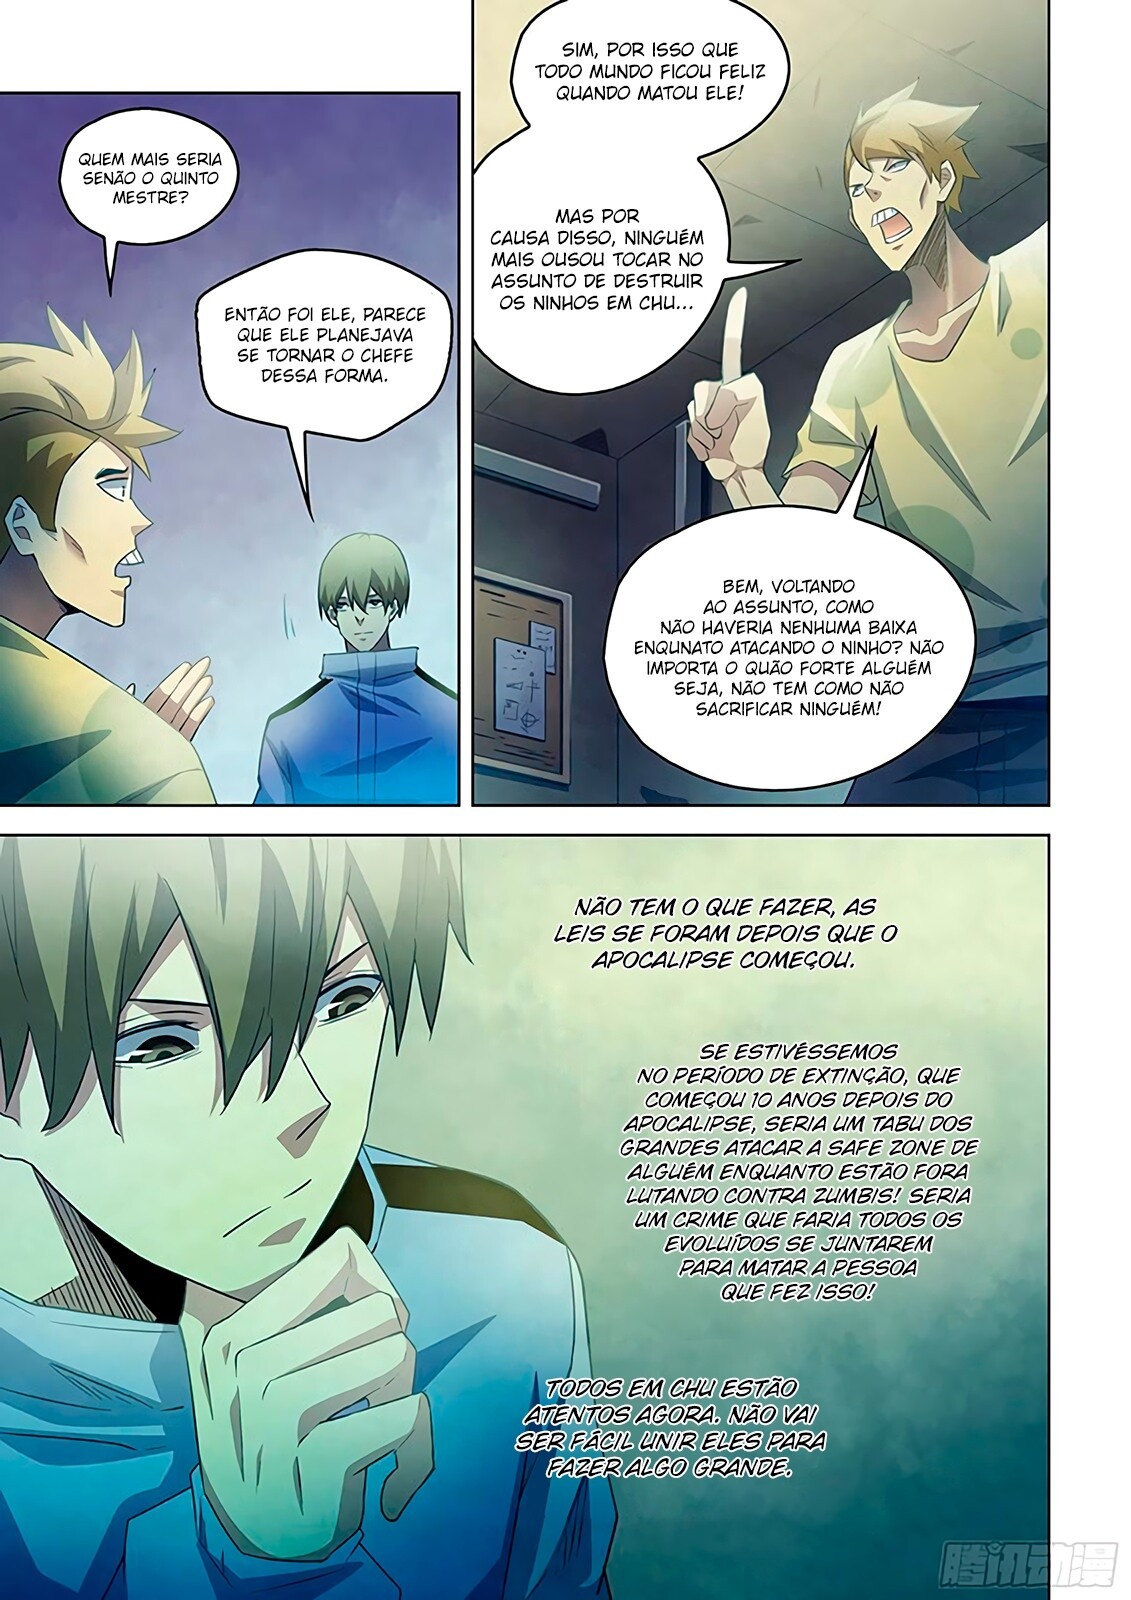 SIM, POR ISSO QUE
TODO MUNDO FICOU FELIZ
QUANDO MATOU ELE!
MAS POR
CAUSA DISSO, NINGUÉM
MAIS OUSOU TOCAR NO
ASSUNTO DE DESTRUIR
OS NINHOS EM CHU...
BEM, VOLTANDO
AO ASSUNTO, COMO
NÃO HAVERIA NENHUMA BAIXA
ENQUNATO ATACANDO O NINHO? NÃO
IMPORTA O QUÃO FORTE ALGUÉM
SEJA, NÃO TEM COMO NÃO
SACRIFICAR NINGUÉM!
QUEM MAIS SERIA
SENÃO O QUINTO
MESTRE?
ENTÃO FOI ELE, PARECE
QUE ELE PLANEJAVA
SE TORNAR O CHEFE
DESSA FORMA.
NÃO TEM O QUE FAZER, AS
LEIS SE FORAM DEPOIS QUE O
APOCALIPSE COMEÇOU.
SE ESTIVÉSSEMOS
NO PERÍODO DE EXTINÇÃO, QUE
COMEÇOU 10 ANOS DEPOIS DO
APOCALIPSE, SERIA UM TABU DOS
GRANDES ATACAR A SAFE ZONE DE
ALGUÉM ENQUANTO ESTÃO FORA
LUTANDO CONTRA ZUMBIS! SERIA
UM CRIME QUE FARIA TODOS OS
EVOLUÍDOS SE JUNTAREM
PARA MATAR A PESSOA
QUE FEZ ISSO!
TODOS EM CHU ESTÃO
ATENTOS AGORA. NÃO VAI
SER FÁCIL UNIR ELES PARA
FAZER ALGO GRANDE.
腾讯动漫